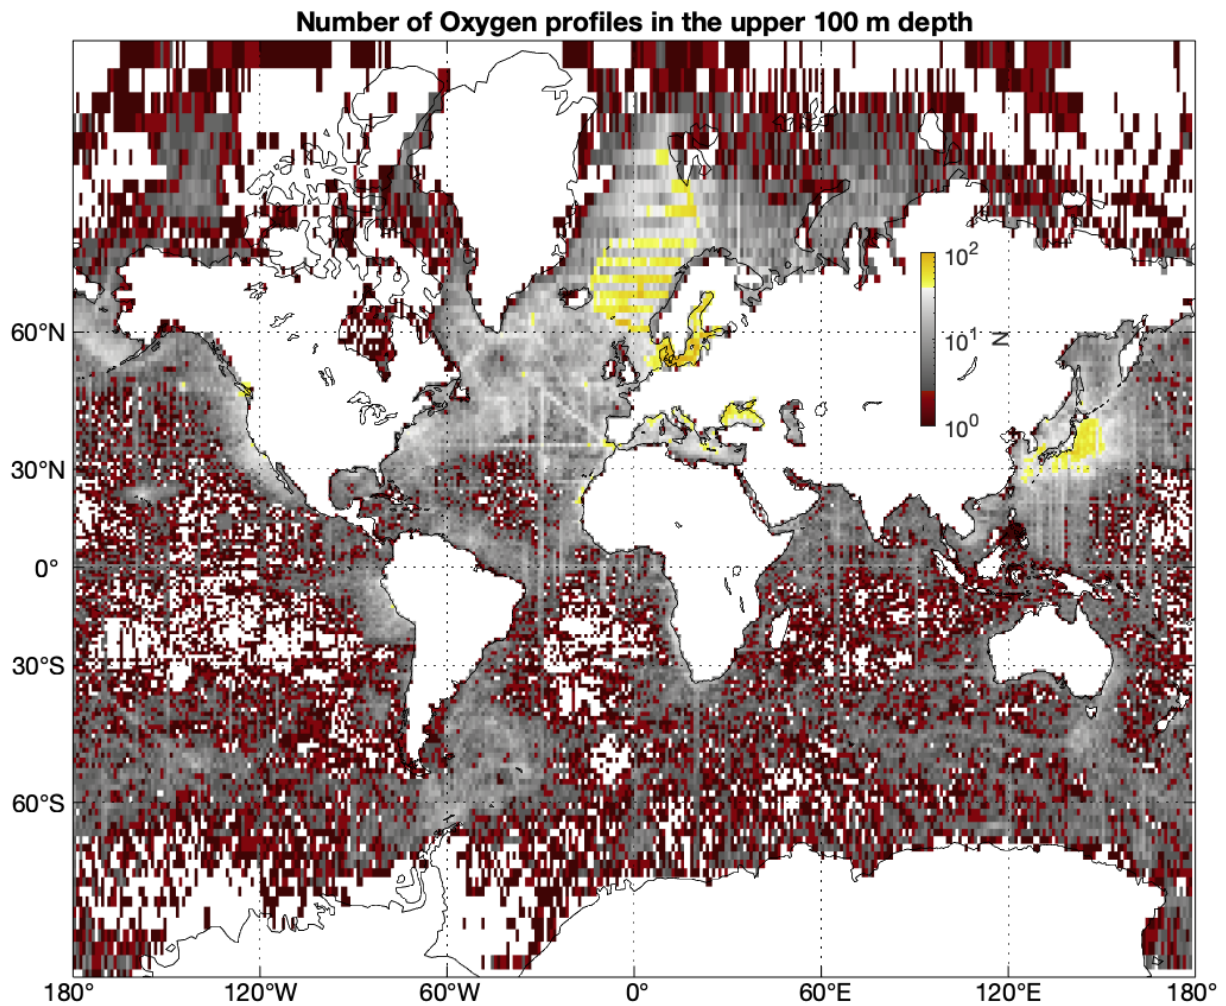 Number of Oxygen profiles in the upper 100 m depth
10²
10¹
N
10⁰
60°N
30°N
0°
30°S
60°S
180° 120°W 60°W 0° 60°E 120°E 180°